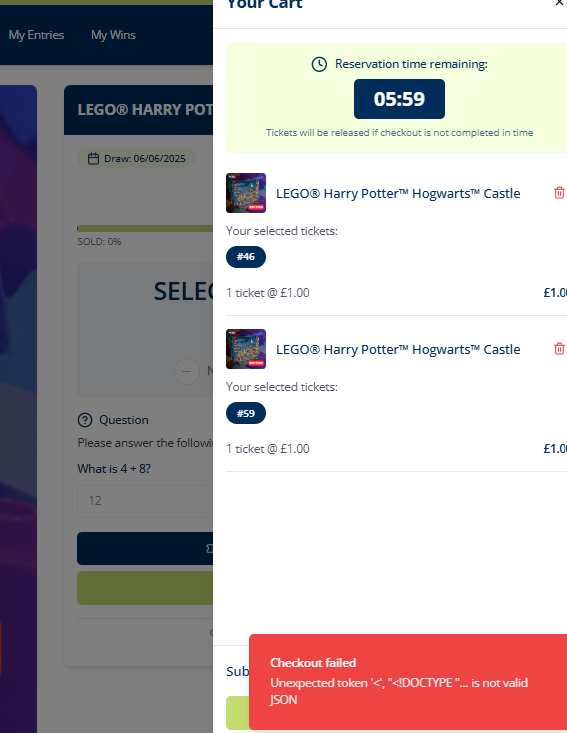 Your Cart
×
My Entries
My Wins
Reservation time remaining:
05:59
Tickets will be released if checkout is not completed in time
LEGO® HARRY POT
Draw: 06/06/2025
SOLD: 0%
SELEC
Question
Please answer the followin
What is 4 + 8?
12
LEGO® Harry Potter™ Hogwarts™ Castle
Your selected tickets:
#46
1 ticket @ £1.00
£1.00
LEGO® Harry Potter™ Hogwarts™ Castle
Your selected tickets:
#59
1 ticket @ £1.00
£1.00
Sub
Checkout failed
Unexpected token '<', "<!DOCTYPE "... is not valid
JSON